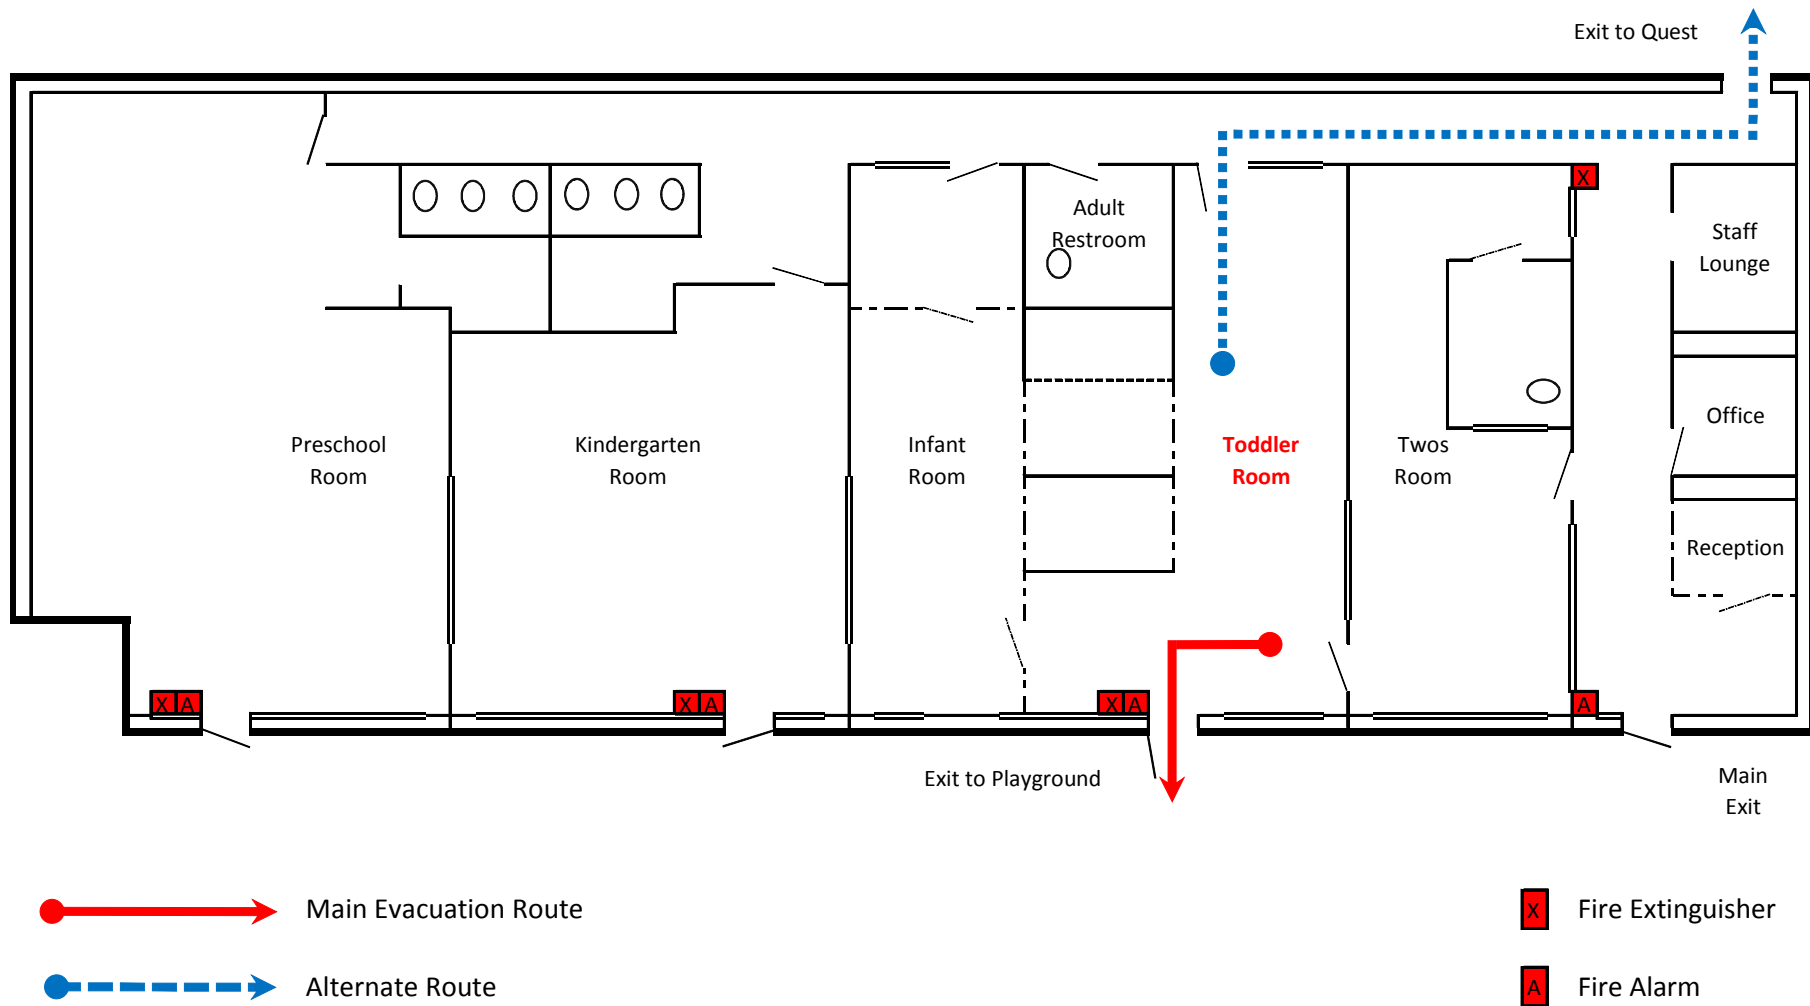 Exit to Quest
X
Adult
Restroom
Staff
Lounge
Preschool
Room
Kindergarten
Room
Infant
Room
Toddler
Room
Twos
Room
Office
Reception
X A
X A
X A
A
Exit to Playground
Main
Exit
Main Evacuation Route
X Fire Extinguisher
Alternate Route
A Fire Alarm